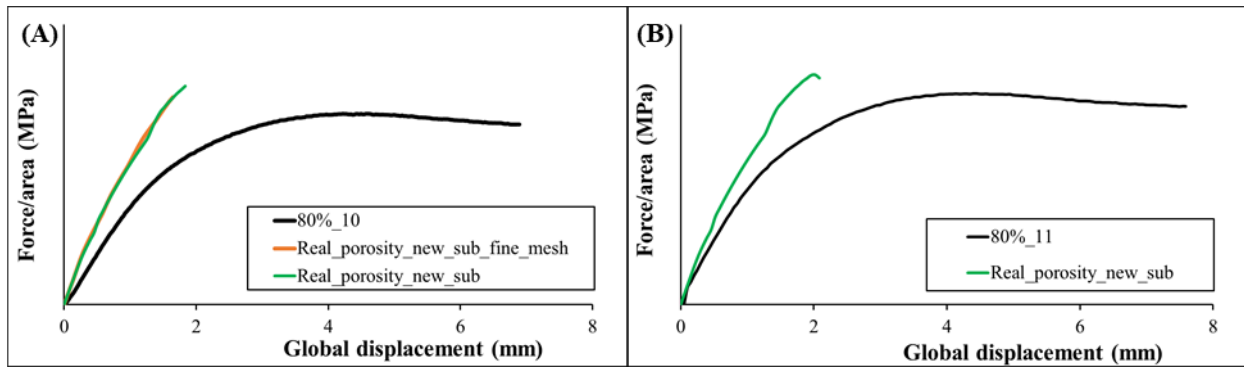 (A)
Force/area (MPa)
80%_10
Real_porosity_new_sub_fine_mesh
Real_porosity_new_sub
0 2 4 6 8
Global displacement (mm)
(B)
Force/area (MPa)
80%_11
Real_porosity_new_sub
0 2 4 6 8
Global displacement (mm)